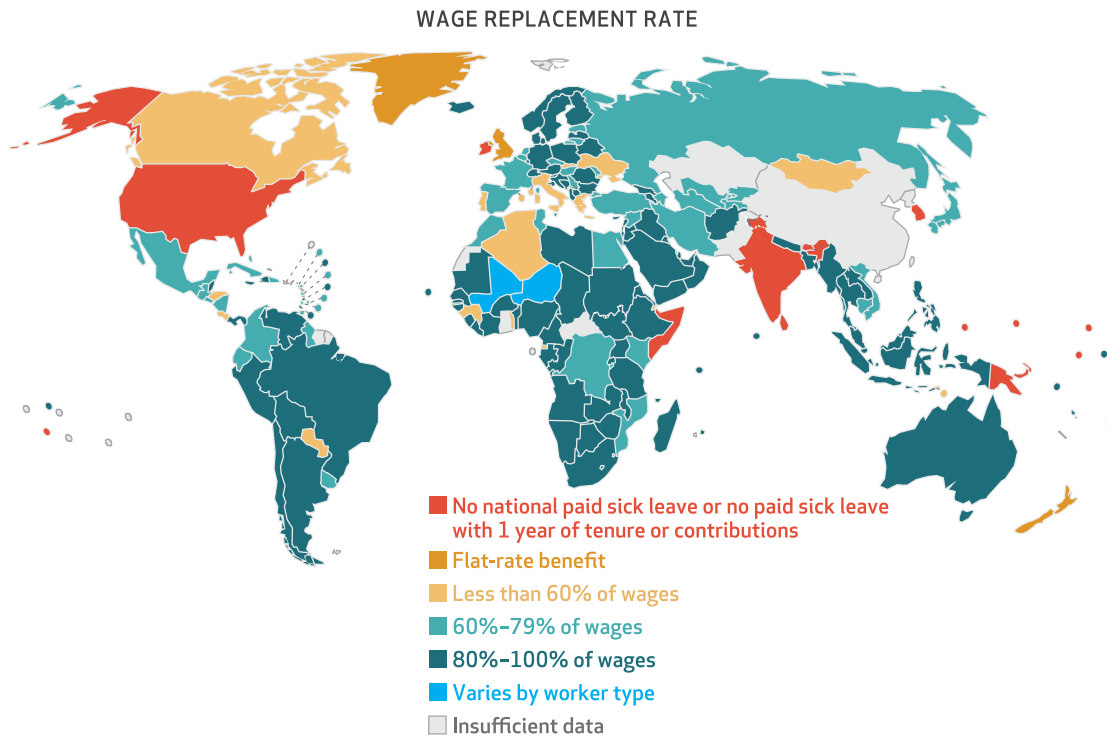 WAGE REPLACEMENT RATE
No national paid sick leave or no paid sick leave
with 1 year of tenure or contributions
Flat-rate benefit
Less than 60% of wages
60%–79% of wages
80%–100% of wages
Varies by worker type
Insufficient data